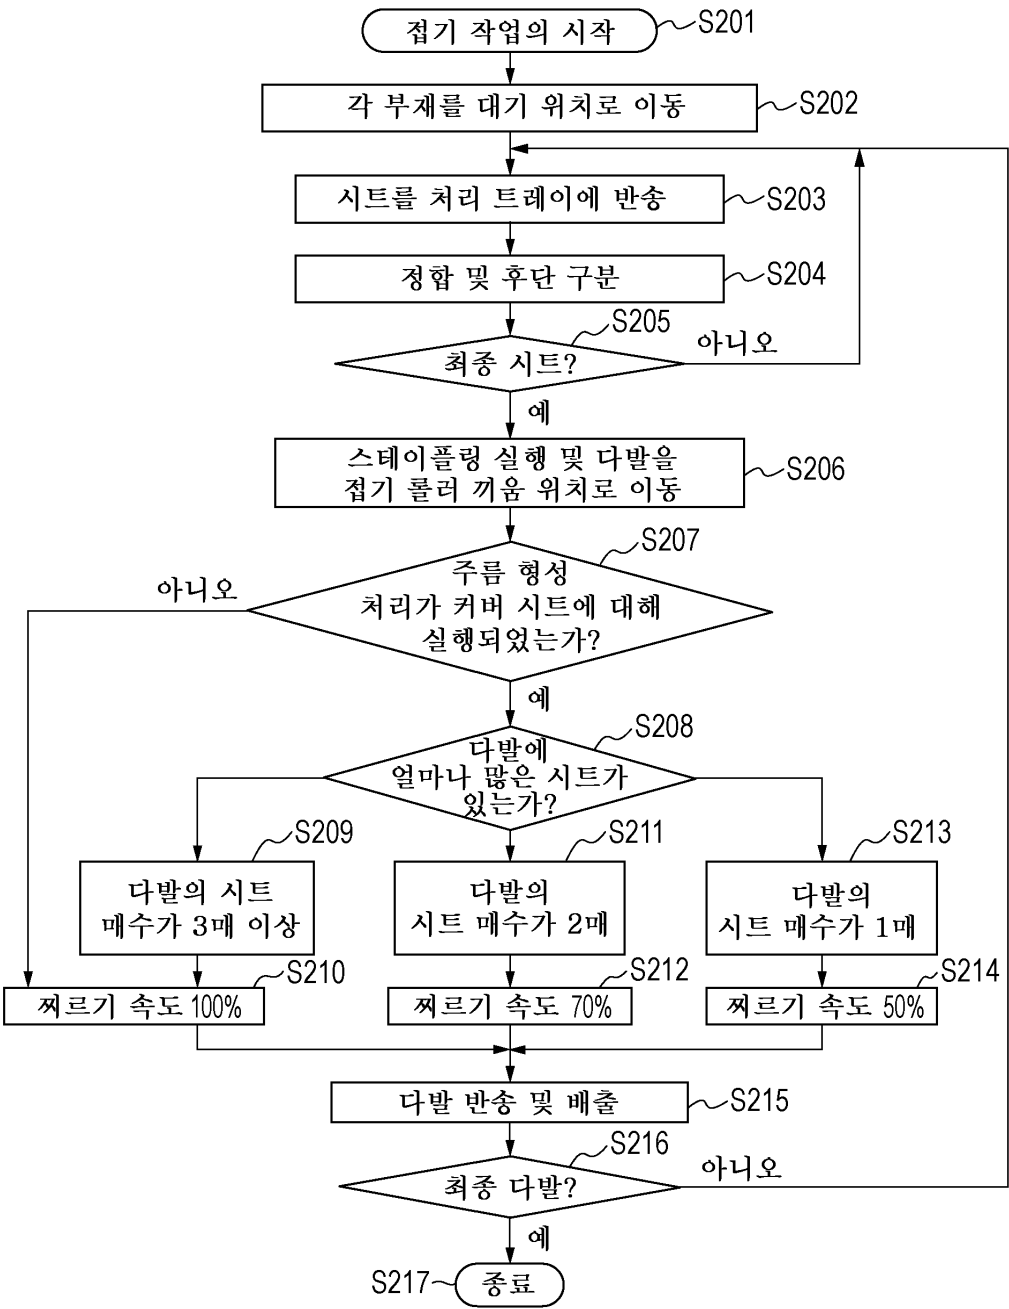 접기 작업의 시작
S201
각 부재를 대기 위치로 이동
S202
시트를 처리 트레이에 반송
S203
정합 및 후단 구분
S204
S205
최종 시트?
아니오
예
스테이플링 실행 및 다발을
접기 롤러 끼움 위치로 이동
S206
S207
주름 형성
처리가 커버 시트에 대해
실행되었는가?
아니오
예
S208
다발에
얼마나 많은 시트가
있는가?
S209
다발의 시트
매수가 3매 이상
S211
다발의
시트 매수가 2매
S213
다발의
시트 매수가 1매
S210
찌르기 속도 100%
S212
찌르기 속도 70%
S214
찌르기 속도 50%
다발 반송 및 배출
S215
S216
최종 다발?
아니오
예
S217
종료